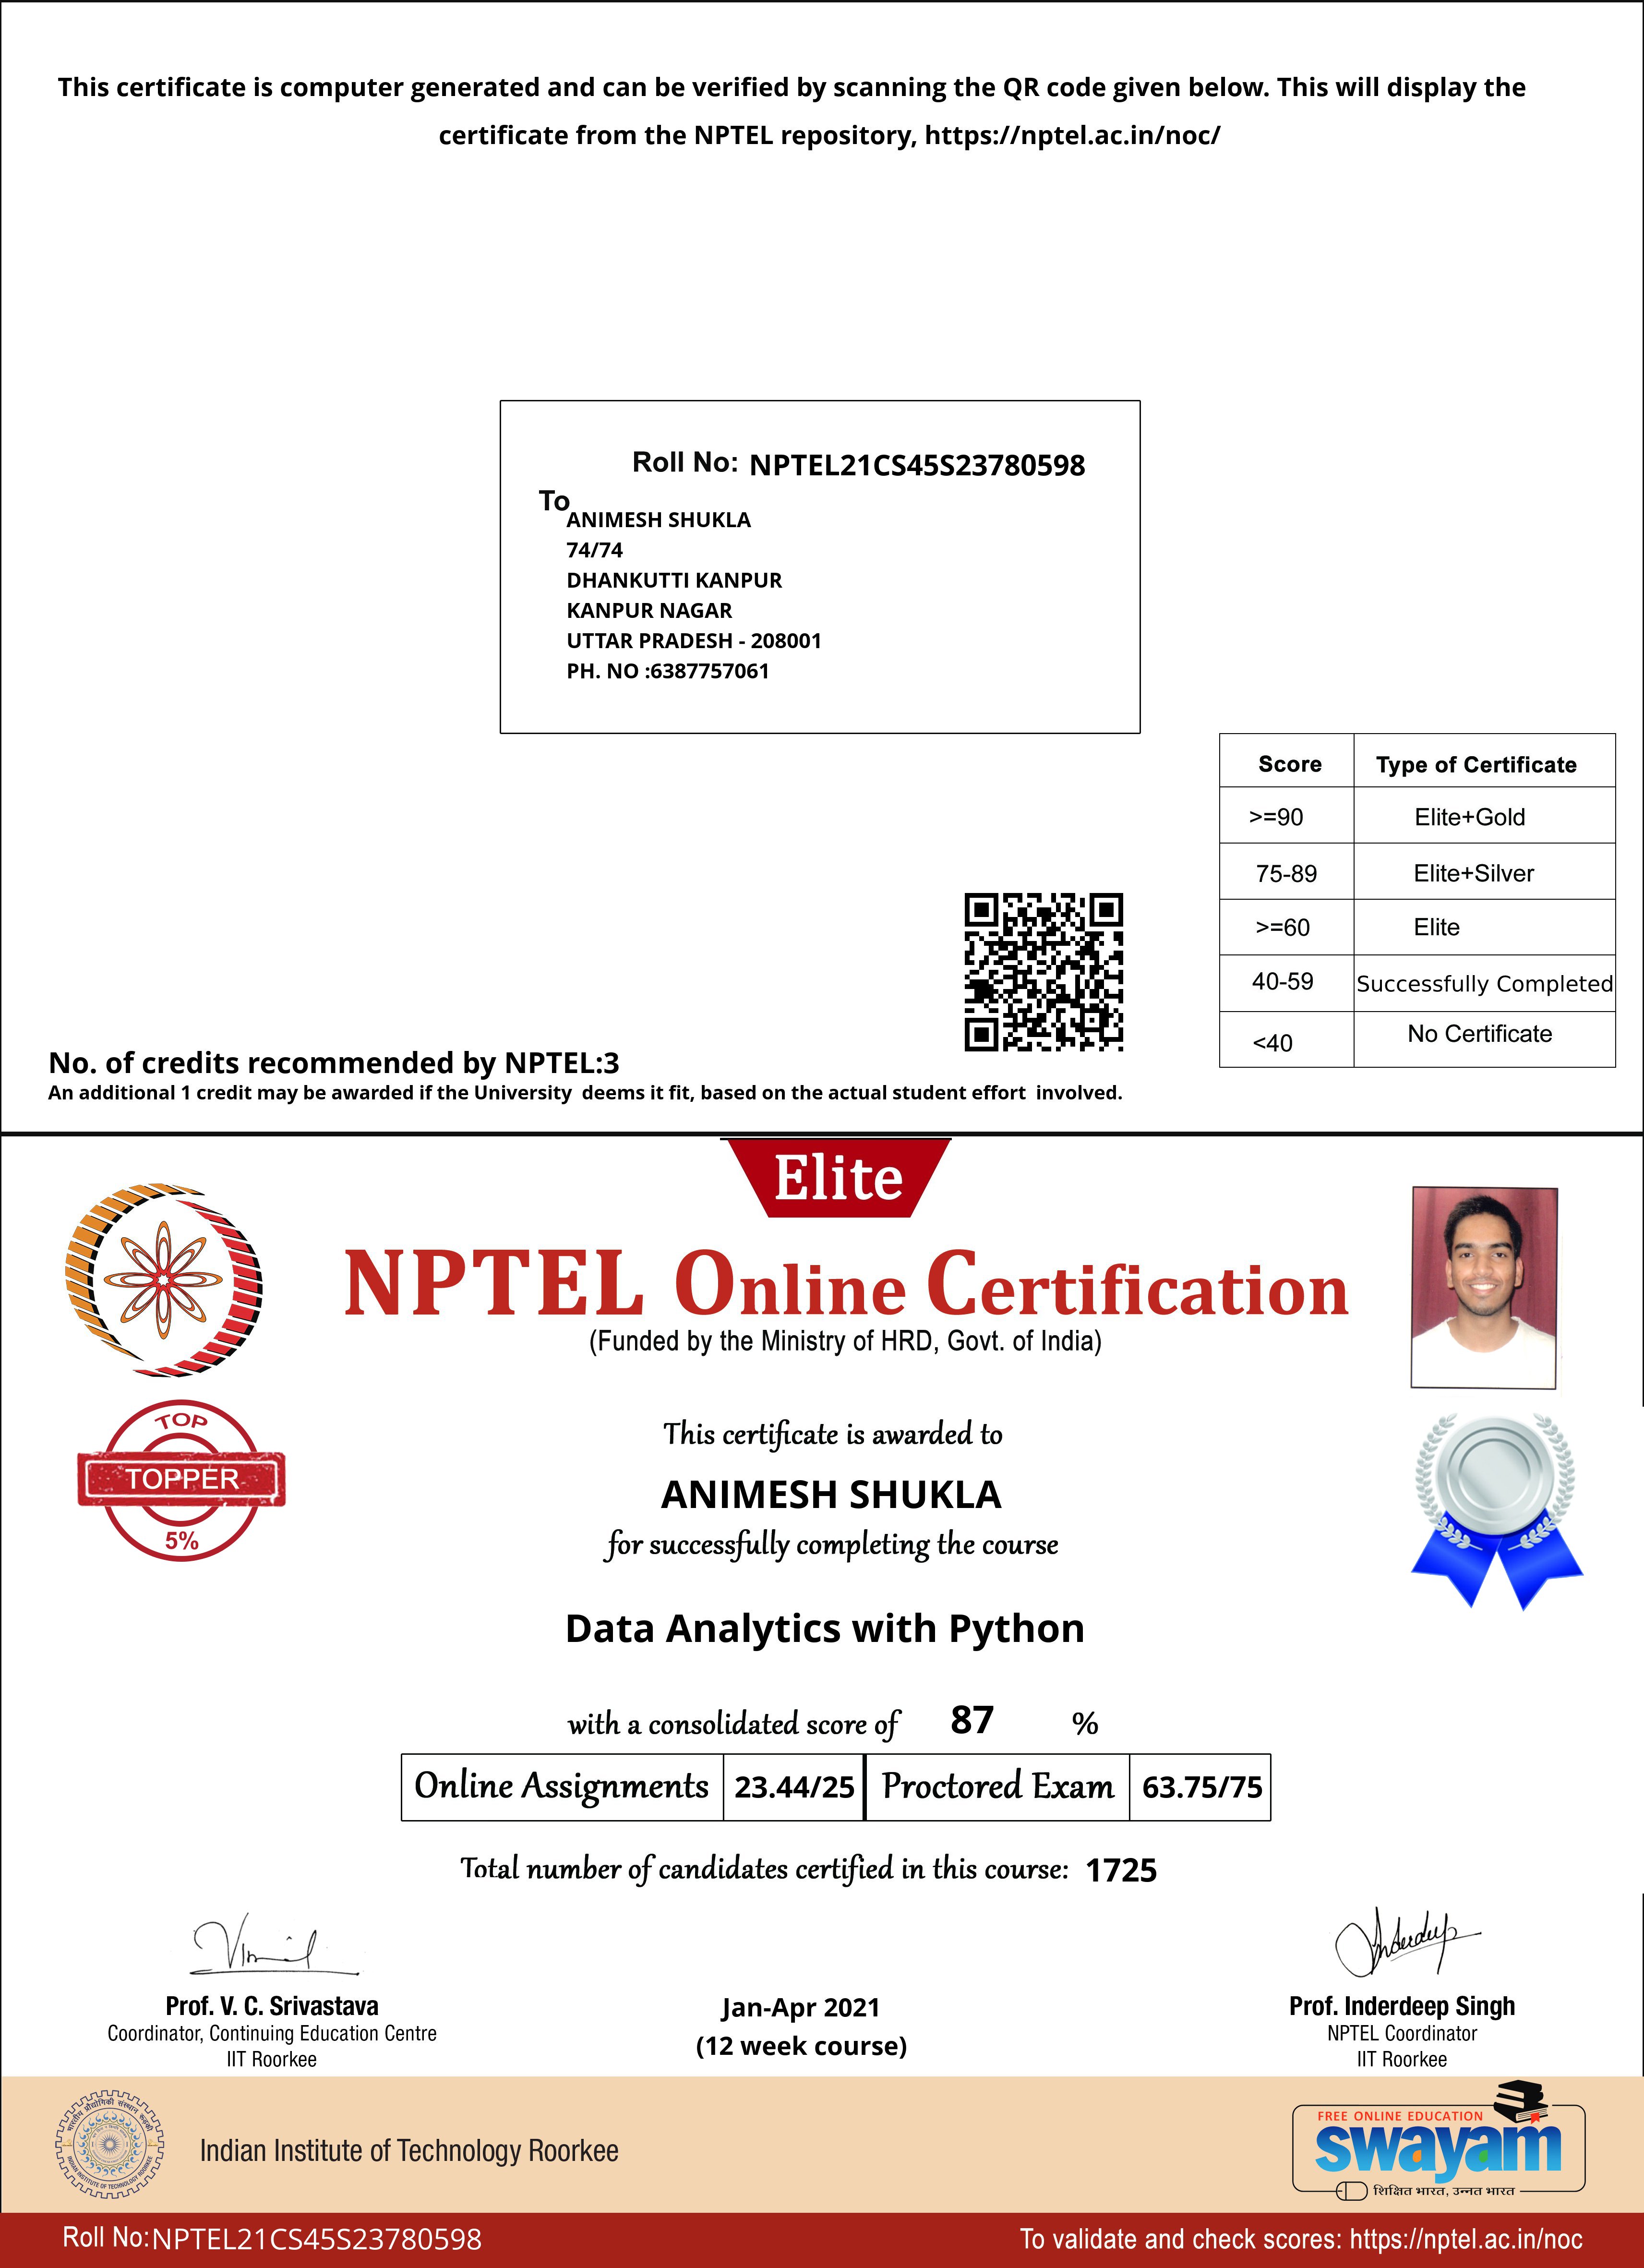 This certificate is computer generated and can be verified by scanning the QR code given below. This will display the
certificate from the NPTEL repository, https://nptel.ac.in/noc/
Roll No: NPTEL21CS45S23780598
To
ANIMESH SHUKLA
74/74
DHANKUTTI KANPUR
KANPUR NAGAR
UTTAR PRADESH - 208001
PH. NO :6387757061
Score Type of Certificate
>=90 Elite+Gold
75-89 Elite+Silver
>=60 Elite
40-59 Successfully Completed
<40 No Certificate
No. of credits recommended by NPTEL:3
An additional 1 credit may be awarded if the University deems it fit, based on the actual student effort involved.
Elite
NPTEL Online Certification
(Funded by the Ministry of HRD, Govt. of India)
TOP
TOPPER
5%
This certificate is awarded to
ANIMESH SHUKLA
for successfully completing the course
Data Analytics with Python
with a consolidated score of 87 %
Online Assignments 23.44/25 Proctored Exam 63.75/75
Total number of candidates certified in this course: 1725
Prof. V. C. Srivastava
Coordinator, Continuing Education Centre
IIT Roorkee
Jan-Apr 2021
(12 week course)
Prof. Inderdeep Singh
NPTEL Coordinator
IIT Roorkee
भारतीय प्रौद्योगिकी संस्थान रुड़की
INDIAN INSTITUTE OF TECHNOLOGY ROORKEE
Indian Institute of Technology Roorkee
FREE ONLINE EDUCATION
swayam
शिक्षित भारत, उन्नत भारत
Roll No:NPTEL21CS45S23780598
To validate and check scores: https://nptel.ac.in/noc